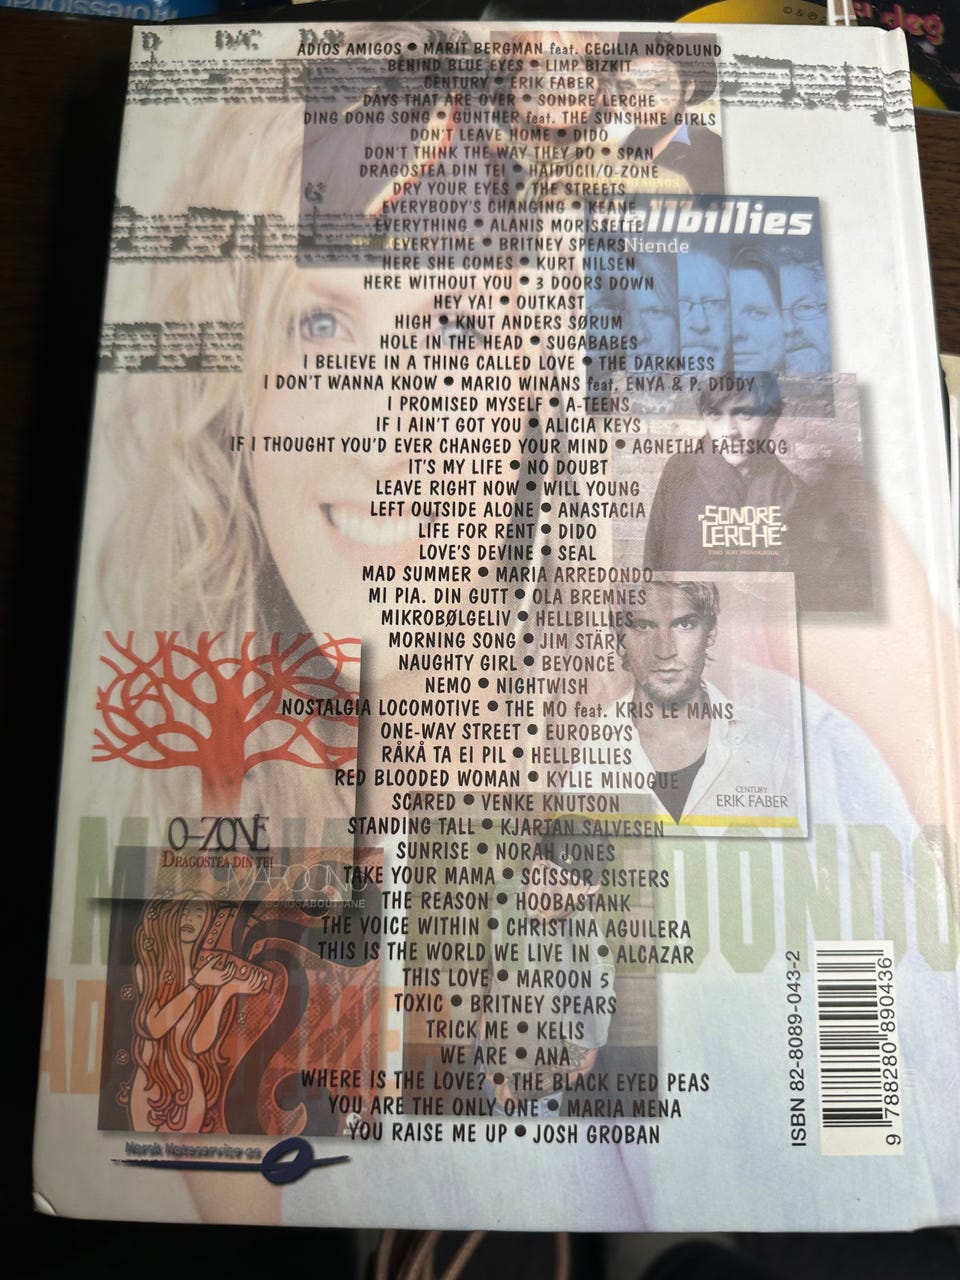 D D/C D/B D/A
ADIOS AMIGOS • MARIT BERGMAN feat. CECILIA NORDLUND
BEHIND BLUE EYES • LIMP BIZKIT
CENTURY • ERIK FABER
DAYS THAT ARE OVER • SONDRE LERCHE
DING DONG SONG • GÜNTHER feat. THE SUNSHINE GIRLS
DON'T LEAVE HOME • DIDO
DON'T THINK THE WAY THEY DO • SPAN
DRAGOSTEA DIN TEI • HAIDUCII/O-ZONE
DRY YOUR EYES • THE STREETS
EVERYBODY'S CHANGING • KEANE
EVERYTHING • ALANIS MORISSETTE
EVERYTIME • BRITNEY SPEARS
HERE SHE COMES • KURT NILSEN
HERE WITHOUT YOU • 3 DOORS DOWN
HEY YA! • OUTKAST
HIGH • KNUT ANDERS SØRUM
HOLE IN THE HEAD • SUGABABES
I BELIEVE IN A THING CALLED LOVE • THE DARKNESS
I DON'T WANNA KNOW • MARIO WINANS feat. ENYA & P. DIDDY
I PROMISED MYSELF • A-TEENS
IF I AIN'T GOT YOU • ALICIA KEYS
IF I THOUGHT YOU'D EVER CHANGED YOUR MIND • AGNETHA FÄLTSKOG
IT'S MY LIFE • NO DOUBT
LEAVE RIGHT NOW • WILL YOUNG
LEFT OUTSIDE ALONE • ANASTACIA
LIFE FOR RENT • DIDO
LOVE'S DEVINE • SEAL
MAD SUMMER • MARIA ARREDONDO
MI PIA. DIN GUTT • OLA BREMNES
MIKROBØLGELIV • HELLBILLIES
MORNING SONG • JIM STÄRK
NAUGHTY GIRL • BEYONCÉ
NEMO • NIGHTWISH
NOSTALGIA LOCOMOTIVE • THE MO feat. KRIS LE MANS
ONE-WAY STREET • EUROBOYS
RÅKÅ TA EI PIL • HELLBILLIES
RED BLOODED WOMAN • KYLIE MINOGUE
SCARED • VENKE KNUTSON
STANDING TALL • KJARTAN SALVESEN
SUNRISE • NORAH JONES
TAKE YOUR MAMA • SCISSOR SISTERS
THE REASON • HOOBASTANK
THE VOICE WITHIN • CHRISTINA AGUILERA
THIS IS THE WORLD WE LIVE IN • ALCAZAR
THIS LOVE • MAROON 5
TOXIC • BRITNEY SPEARS
TRICK ME • KELIS
WE ARE • ANA
WHERE IS THE LOVE? • THE BLACK EYED PEAS
YOU ARE THE ONLY ONE • MARIA MENA
YOU RAISE ME UP • JOSH GROBAN
Niende
SONDRE
LERCHE
TWO WAY MONOLOGUE
CENTURY
ERIK FABER
O-ZONE
DRAGOSTEA DIN TEI
MAROON 5
SONGS ABOUT JANE
Norsk Noteservice as
ISBN 82-8089-043-2
9 788280 890436